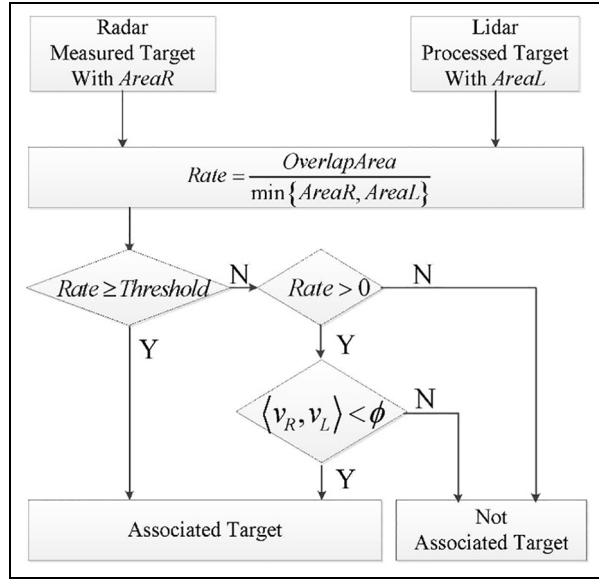 Radar
Measured Target
With AreaR
Lidar
Processed Target
With AreaL
Rate = OverlapArea / min{AreaR, AreaL}
Rate ≥ Threshold
N
Rate > 0
N
Y
Y
⟨v_R, v_L⟩ < ϕ
N
Y
Associated Target
Not
Associated Target